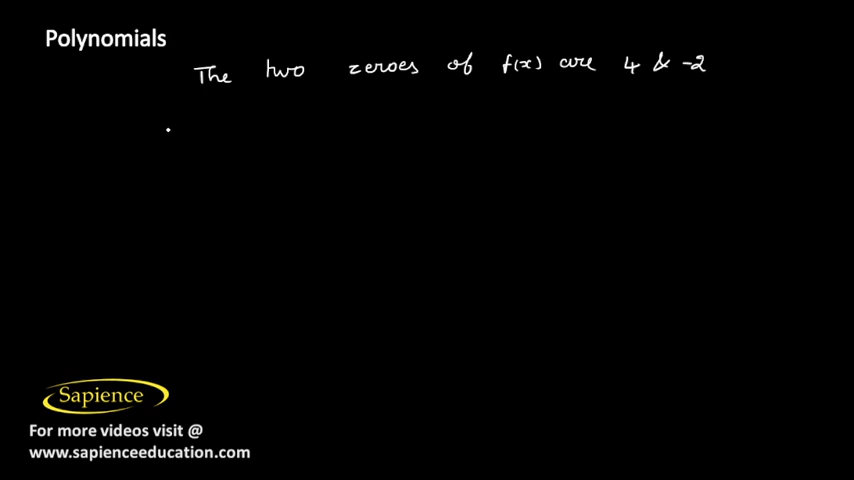 Polynomials
The two zeroes of f(x) are 4 & -2
Sapience
For more videos visit @
www.sapienceeducation.com